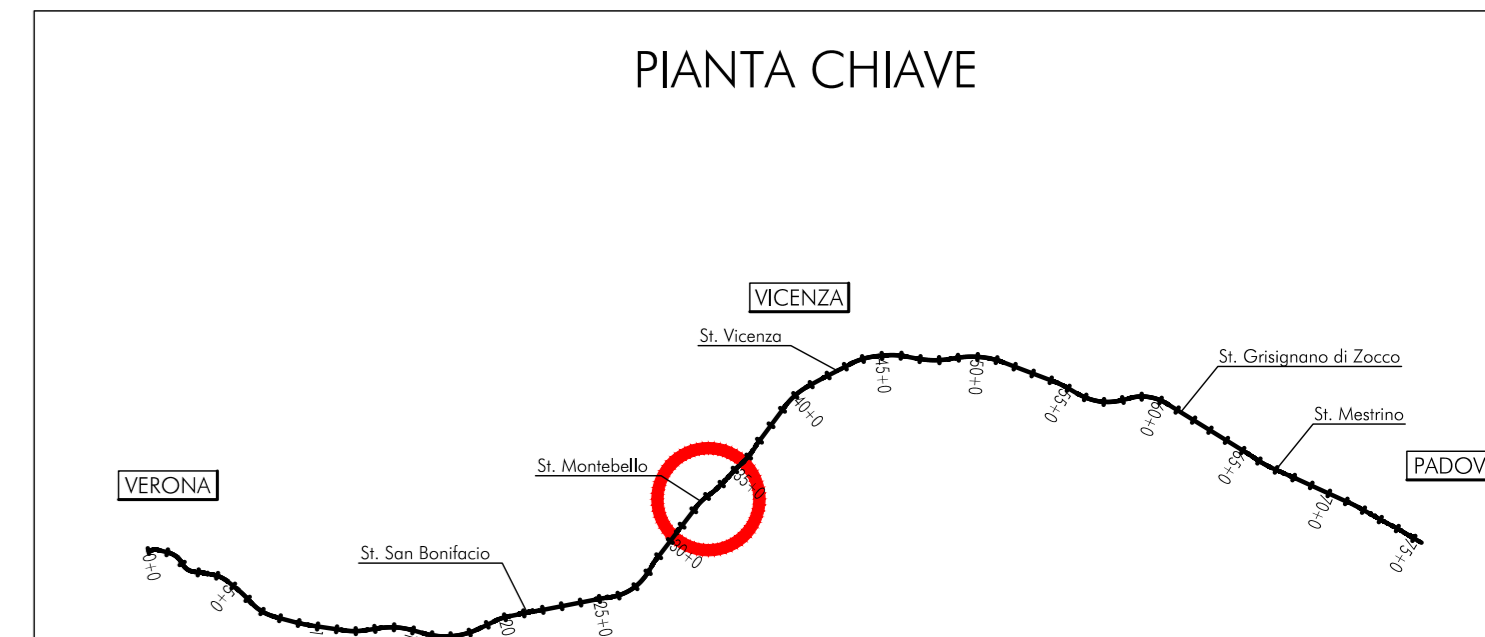 PIANTA CHIAVE
VICENZA
St. Vicenza
St. Grisignano di Zocco
St. Mestrino
PADOV
St. Montebello
VERONA
St. San Bonifacio
0+0
5+0
20
25+0
30+0
35+0
40+0
45+0
50+0
55+0
60+0
65+0
70+0
75+0